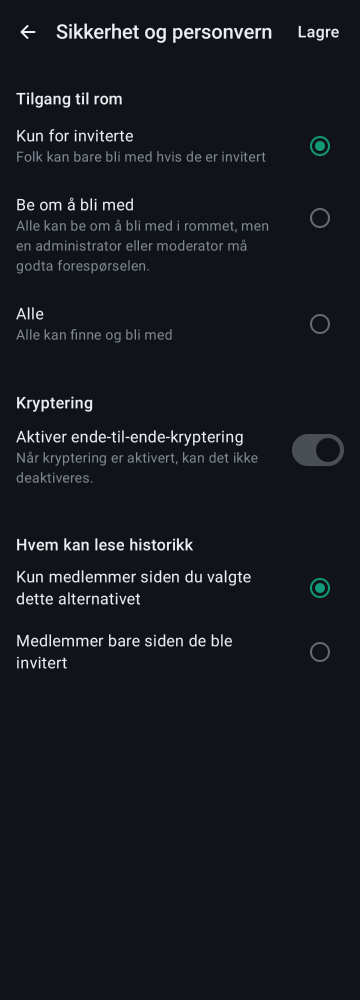 Sikkerhet og personvern
Lagre
Tilgang til rom
Kun for inviterte
Folk kan bare bli med hvis de er invitert
Be om å bli med
Alle kan be om å bli med i rommet, men
en administrator eller moderator må
godta forespørselen.
Alle
Alle kan finne og bli med
Kryptering
Aktiver ende-til-ende-kryptering
Når kryptering er aktivert, kan det ikke
deaktiveres.
Hvem kan lese historikk
Kun medlemmer siden du valgte
dette alternativet
Medlemmer bare siden de ble
invitert